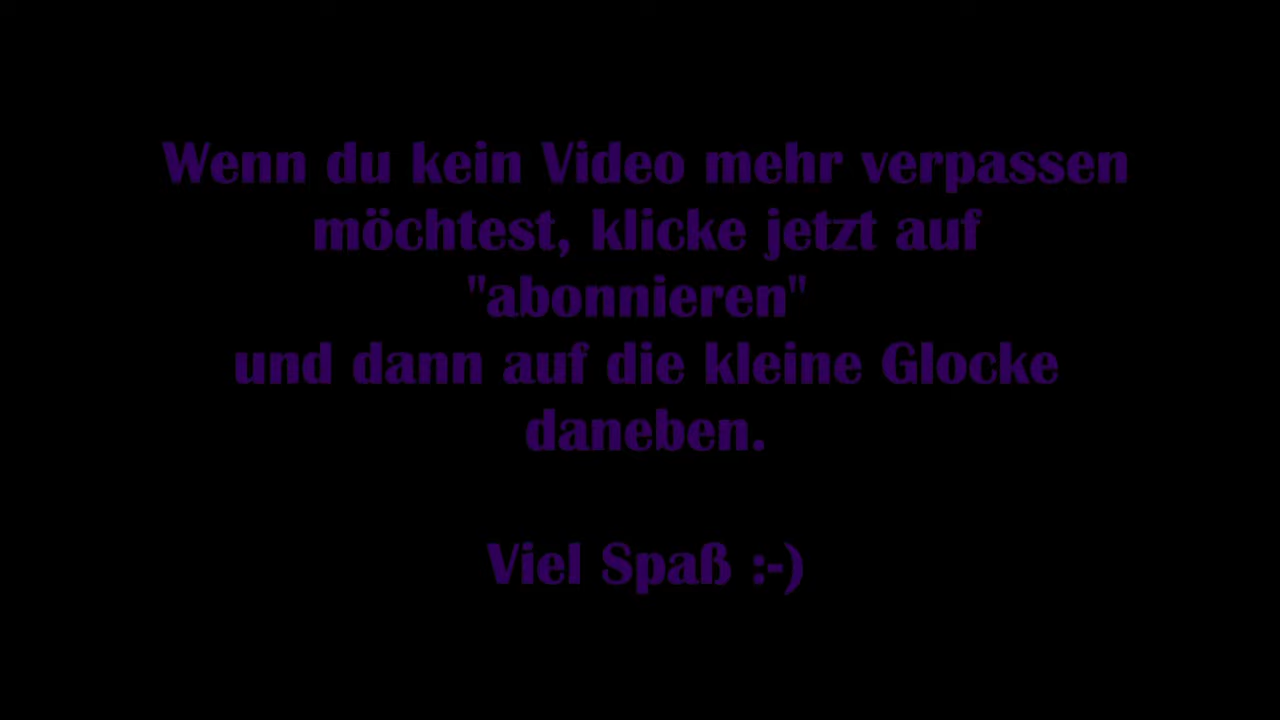 Wenn du kein Video mehr verpassen
möchtest, klicke jetzt auf
"abonnieren"
und dann auf die kleine Glocke
daneben.
Viel Spaß :-)